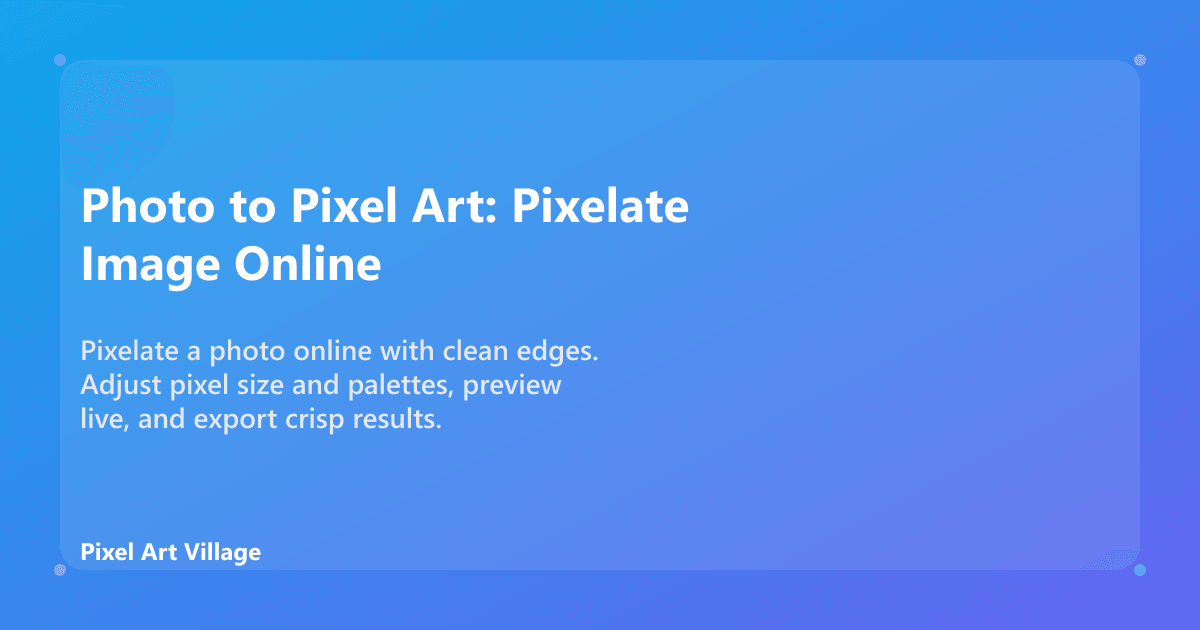 Photo to Pixel Art: Pixelate
Image Online
Pixelate a photo online with clean edges.
Adjust pixel size and palettes, preview
live, and export crisp results.
Pixel Art Village